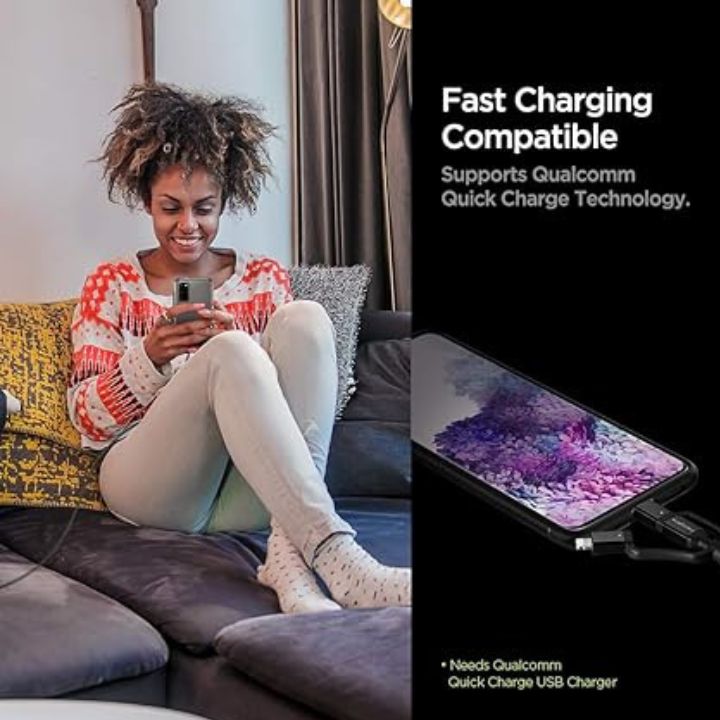 Fast Charging
Compatible
Supports Qualcomm
Quick Charge Technology.
• Needs Qualcomm
Quick Charge USB Charger